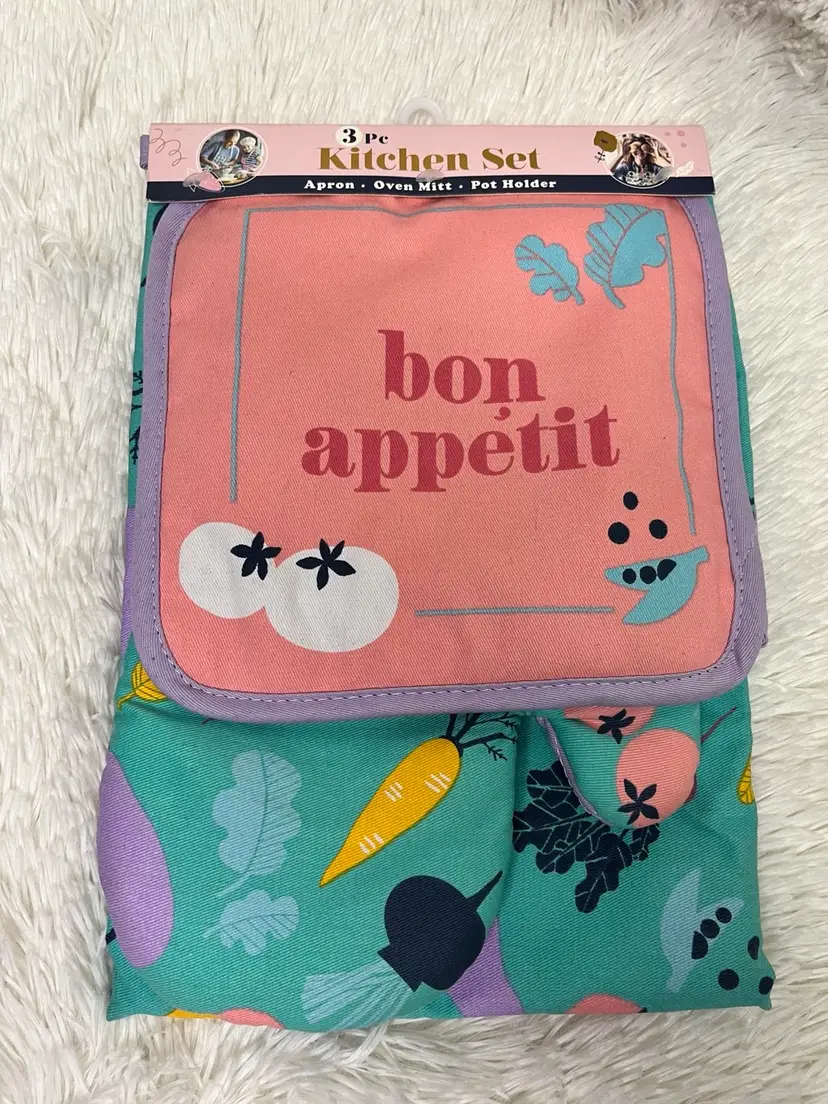 3 Pc
Kitchen Set
Apron · Oven Mitt · Pot Holder
bon
appétit